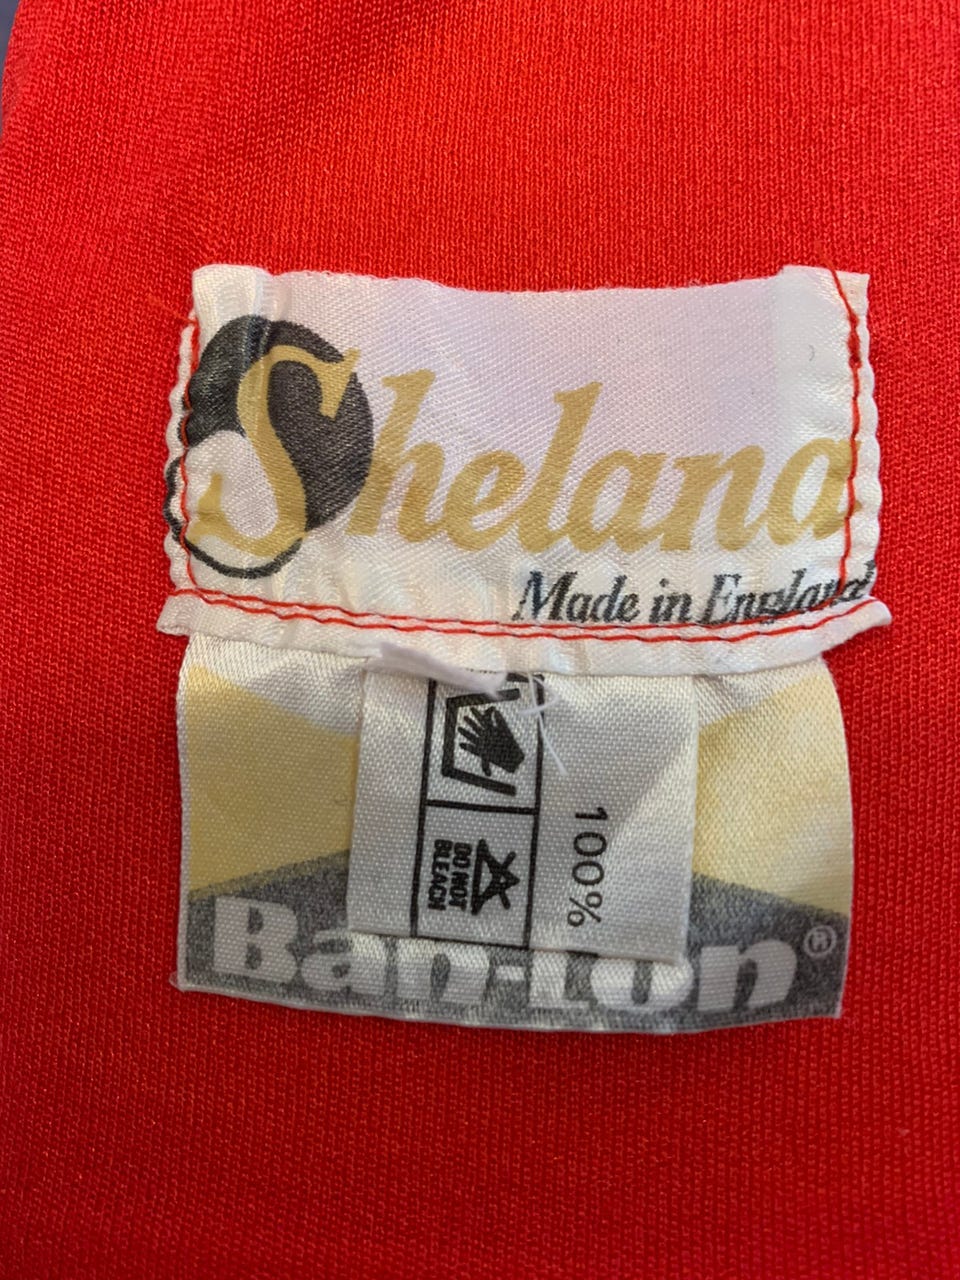 Shelana
Made in England
100%
DO NOT
BLEACH
Ban-Lon®